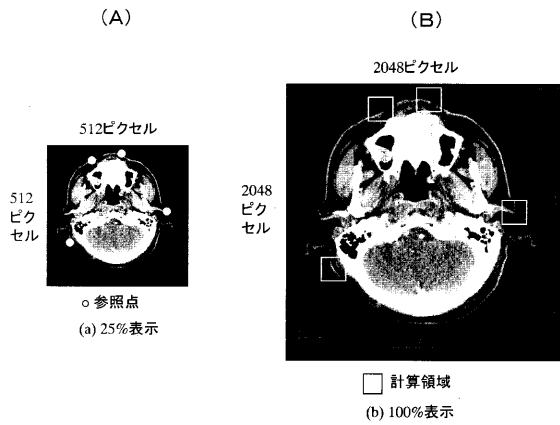 (A)
512ピクセル
512
ピク
セル
○ 参照点
(a) 25%表示
(B)
2048ピクセル
2048
ピク
セル
□ 計算領域
(b) 100%表示